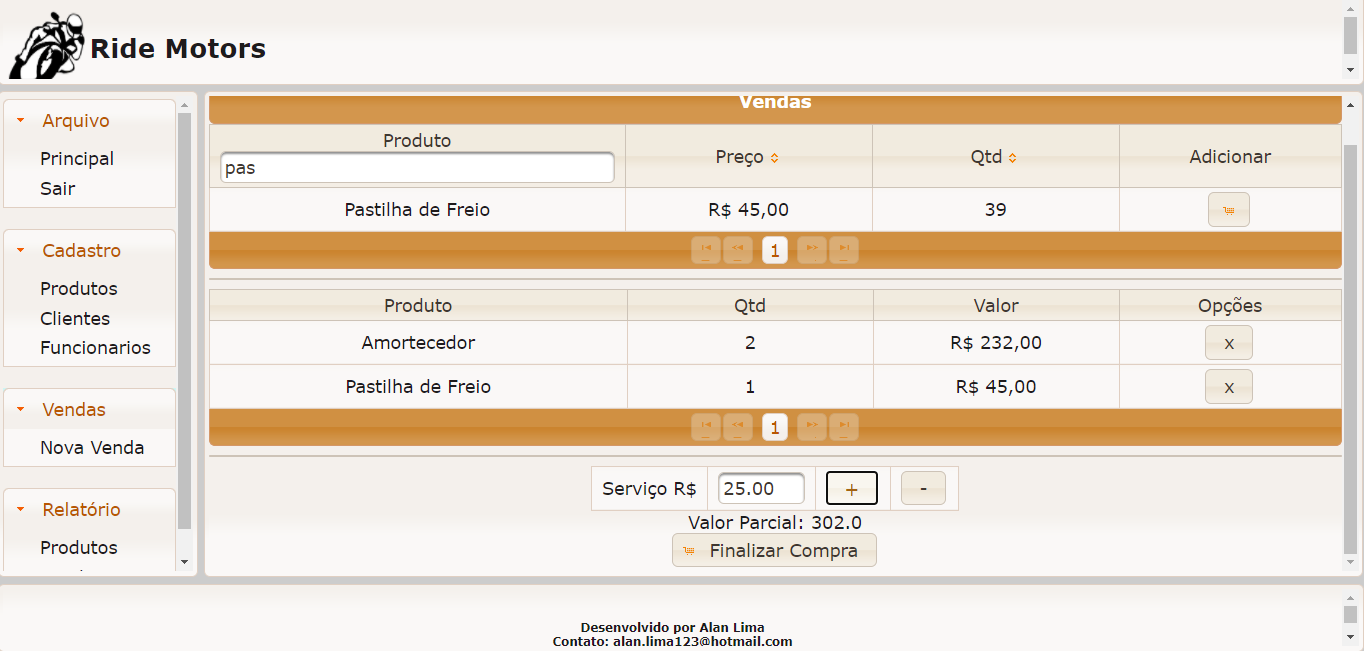 Ride Motors
Arquivo
Principal
Sair
Cadastro
Produtos
Clientes
Funcionarios
Vendas
Nova Venda
Relatório
Produtos
Vendas
Produto Preço Qtd Adicionar
pas
Pastilha de Freio R$ 45,00 39
1
Produto Qtd Valor Opções
Amortecedor 2 R$ 232,00 x
Pastilha de Freio 1 R$ 45,00 x
1
Serviço R$ 25.00 + -
Valor Parcial: 302.0
Finalizar Compra
Desenvolvido por Alan Lima
Contato: alan.lima123@hotmail.com